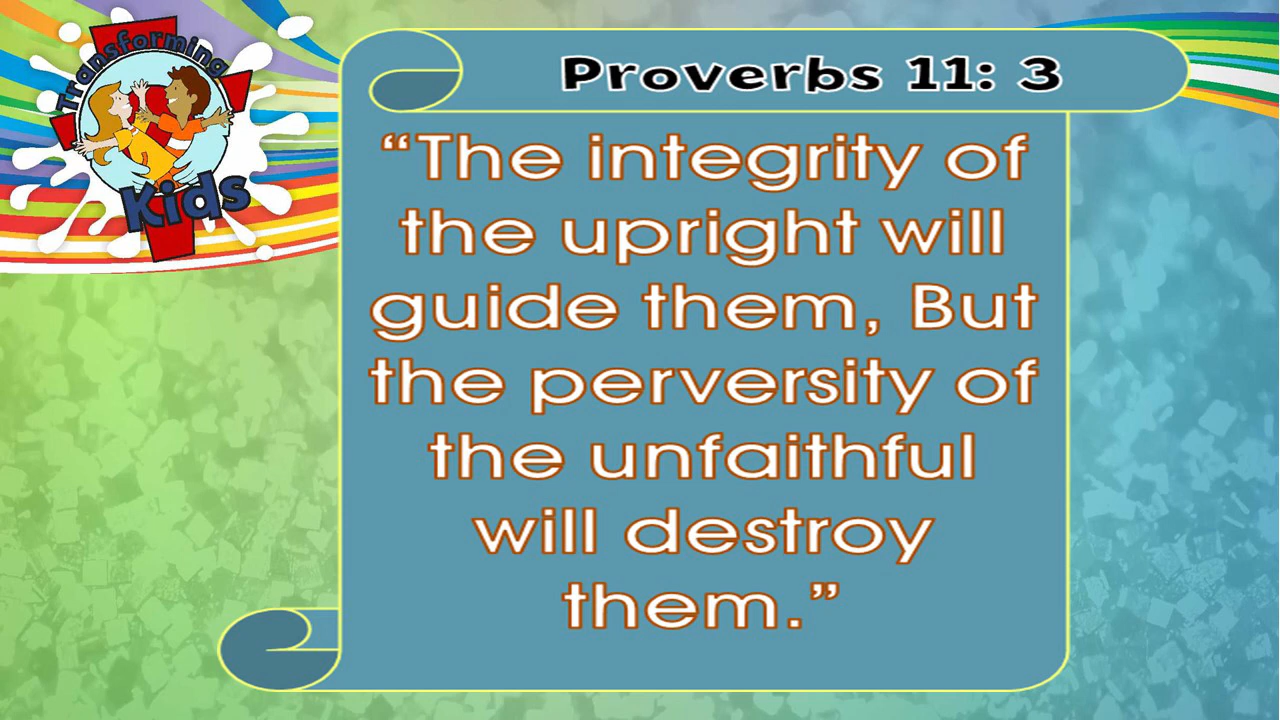 Transforming
Kids
Proverbs 11: 3
“The integrity of
the upright will
guide them, But
the perversity of
the unfaithful
will destroy
them.”